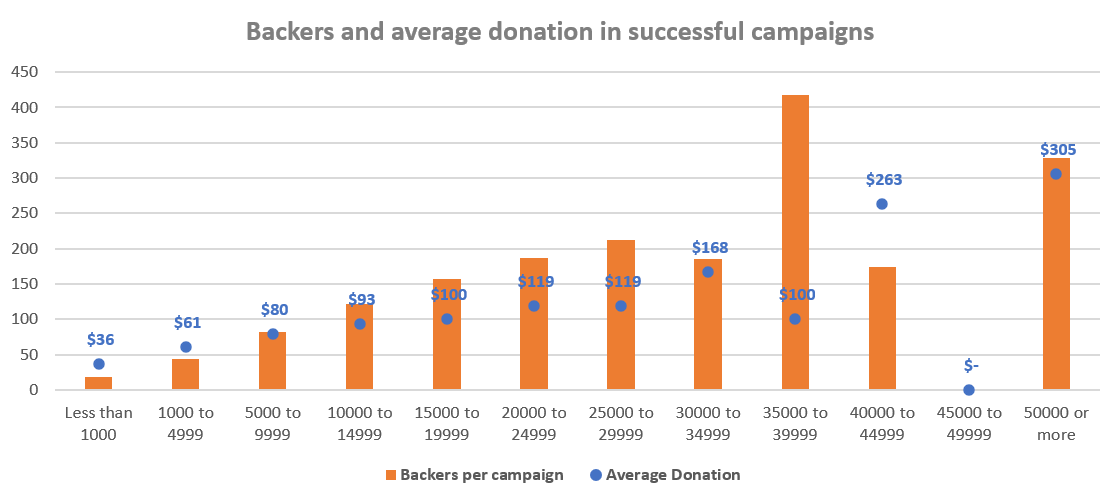 Backers and average donation in successful campaigns
450
400
350
300
250
200
150
100
50
0
$36
$61
$80
$93
$100
$119
$119
$168
$100
$263
$-
$305
Less than
1000
1000 to
4999
5000 to
9999
10000 to
14999
15000 to
19999
20000 to
24999
25000 to
29999
30000 to
34999
35000 to
39999
40000 to
44999
45000 to
49999
50000 or
more
Backers per campaign
Average Donation